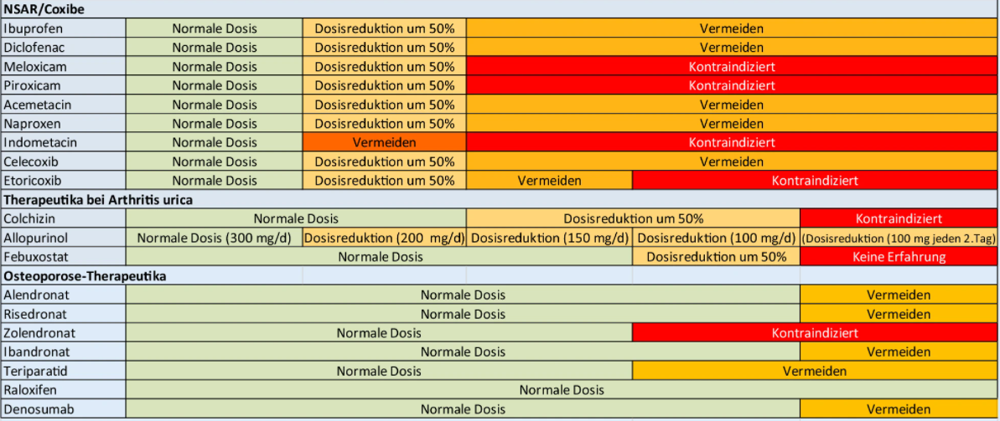 NSAR/Coxibe
Ibuprofen Normale Dosis Dosisreduktion um 50% Vermeiden
Diclofenac Normale Dosis Dosisreduktion um 50% Vermeiden
Meloxicam Normale Dosis Dosisreduktion um 50% Kontraindiziert
Piroxicam Normale Dosis Dosisreduktion um 50% Kontraindiziert
Acemetacin Normale Dosis Dosisreduktion um 50% Vermeiden
Naproxen Normale Dosis Dosisreduktion um 50% Vermeiden
Indometacin Normale Dosis Vermeiden Kontraindiziert
Celecoxib Normale Dosis Dosisreduktion um 50% Vermeiden
Etoricoxib Normale Dosis Dosisreduktion um 50% Vermeiden Kontraindiziert
Therapeutika bei Arthritis urica
Colchizin Normale Dosis Dosisreduktion um 50% Kontraindiziert
Allopurinol Normale Dosis (300 mg/d) Dosisreduktion (200 mg/d) Dosisreduktion (150 mg/d) Dosisreduktion (100 mg/d) (Dosisreduktion (100 mg jeden 2.Tag)
Febuxostat Normale Dosis Dosisreduktion um 50% Keine Erfahrung
Osteoporose-Therapeutika
Alendronat Normale Dosis Vermeiden
Risedronat Normale Dosis Vermeiden
Zolendronat Normale Dosis Kontraindiziert
Ibandronat Normale Dosis Vermeiden
Teriparatid Normale Dosis Vermeiden
Raloxifen Normale Dosis
Denosumab Normale Dosis Vermeiden